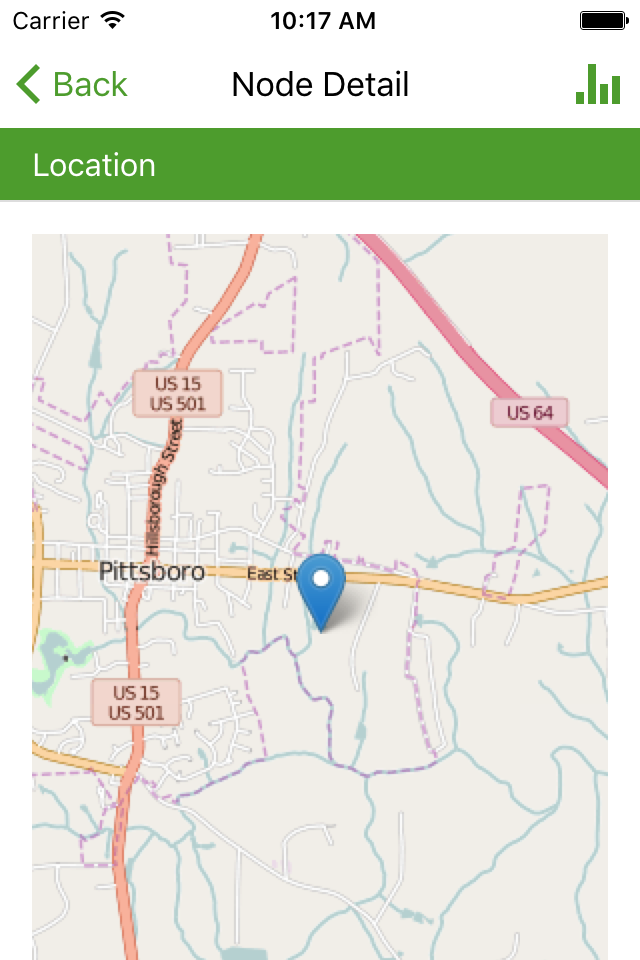 Carrier
10:17 AM
Back
Node Detail
Location
US 15
US 501
US 64
Hillsborough Street
Pittsboro
East St
US 15
US 501